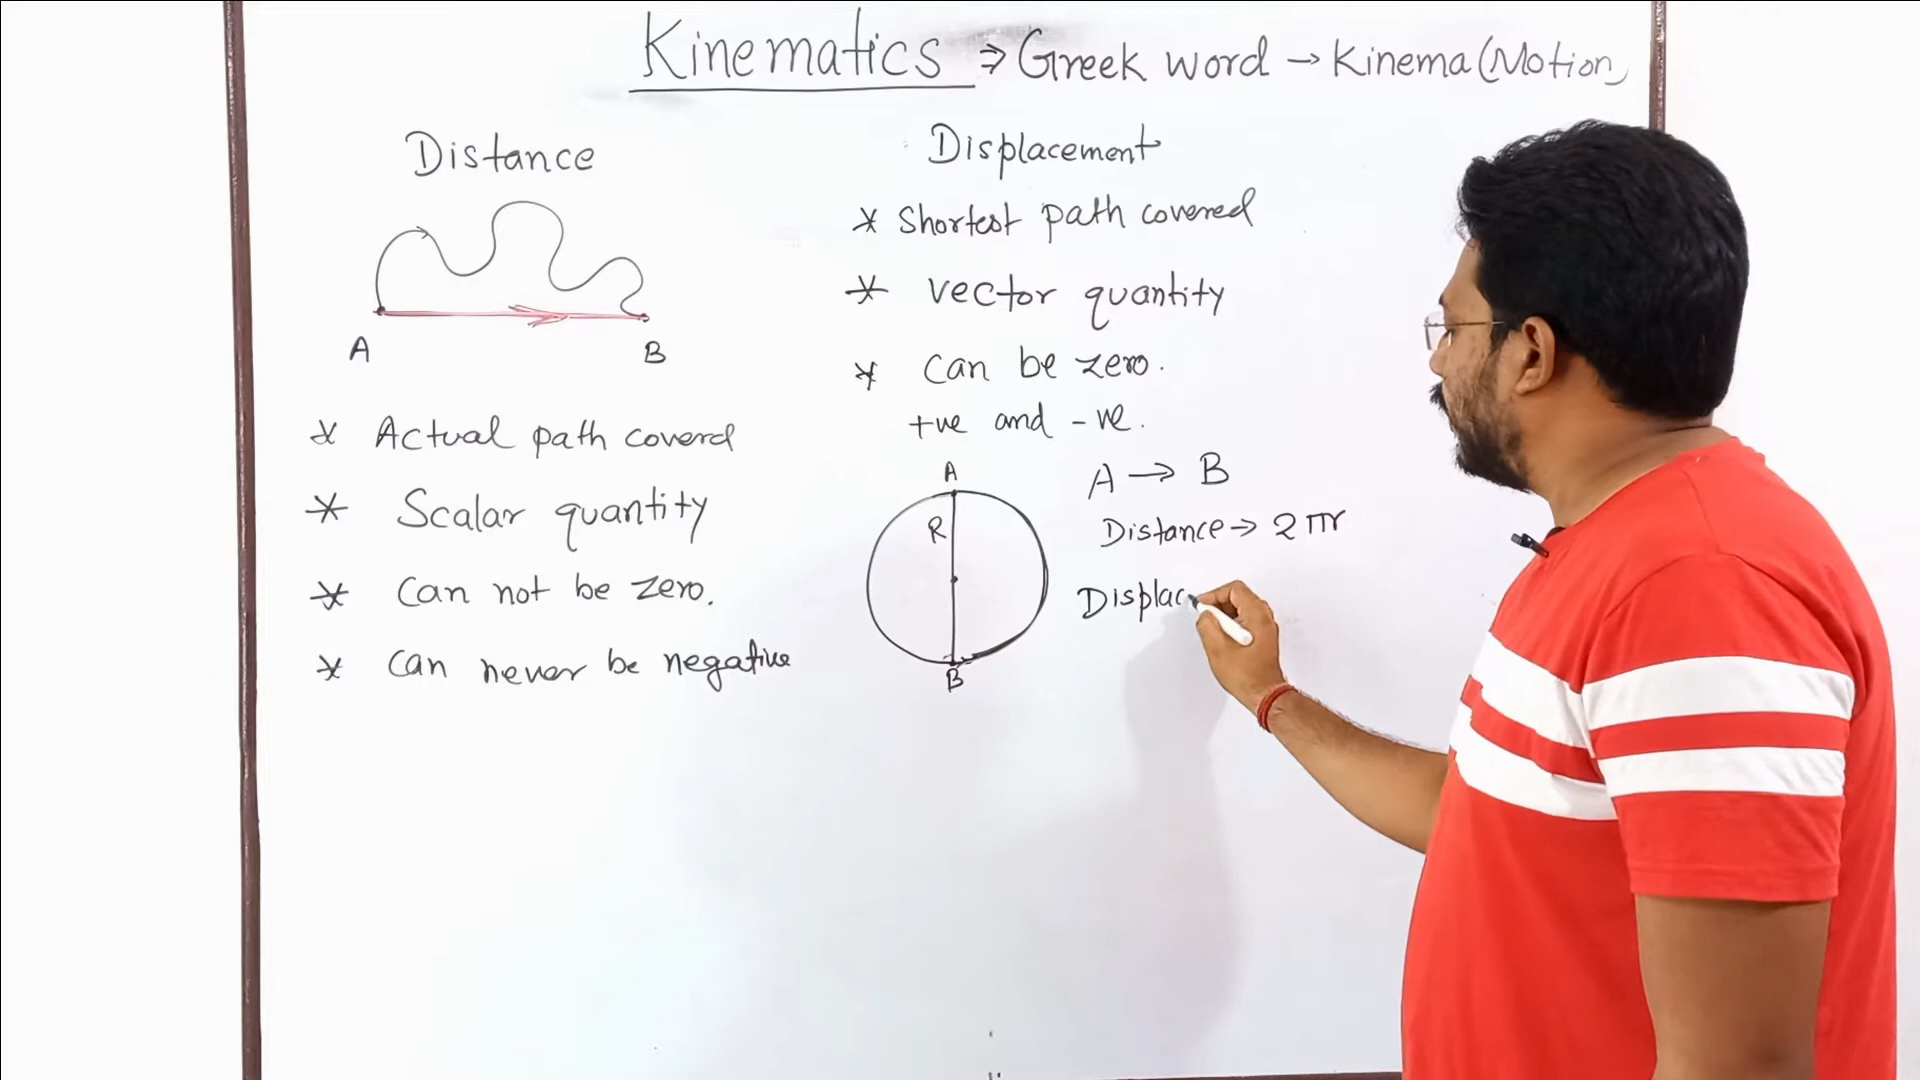 Kinematics ⇒ Greek word → Kinema (Motion)
Distance
A
B
* Actual path coverd
* Scalar quantity
* Can not be zero.
* Can never be negative
Displacement
* Shortest path covered
* vector quantity
* Can be zero.
+ve and -ve.
A
R
B
A → B
Distance → 2πr
Displac